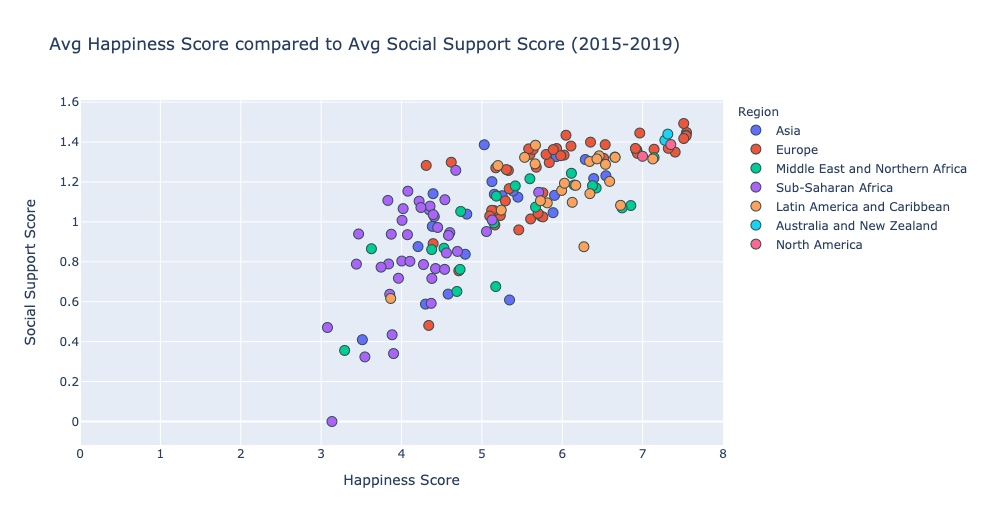 Avg Happiness Score compared to Avg Social Support Score (2015-2019)
Region
Asia
Europe
Middle East and Northern Africa
Sub-Saharan Africa
Latin America and Caribbean
Australia and New Zealand
North America
Social Support Score
1.6
1.4
1.2
1
0.8
0.6
0.4
0.2
0
0 1 2 3 4 5 6 7 8
Happiness Score